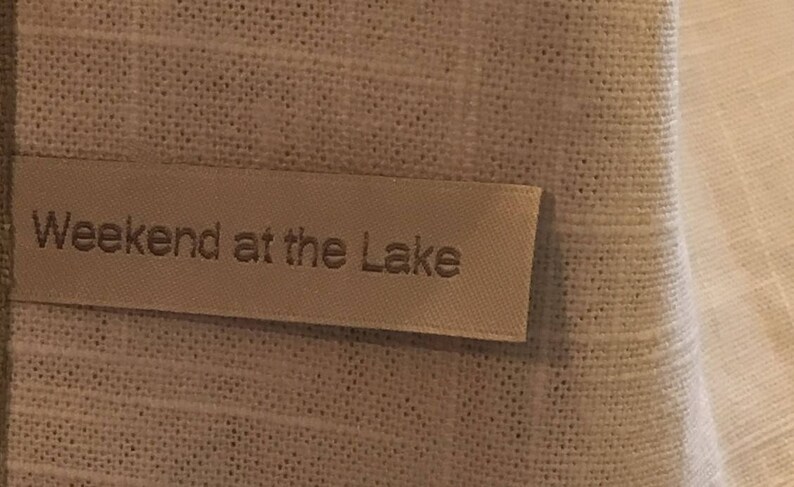 Weekend at the Lake